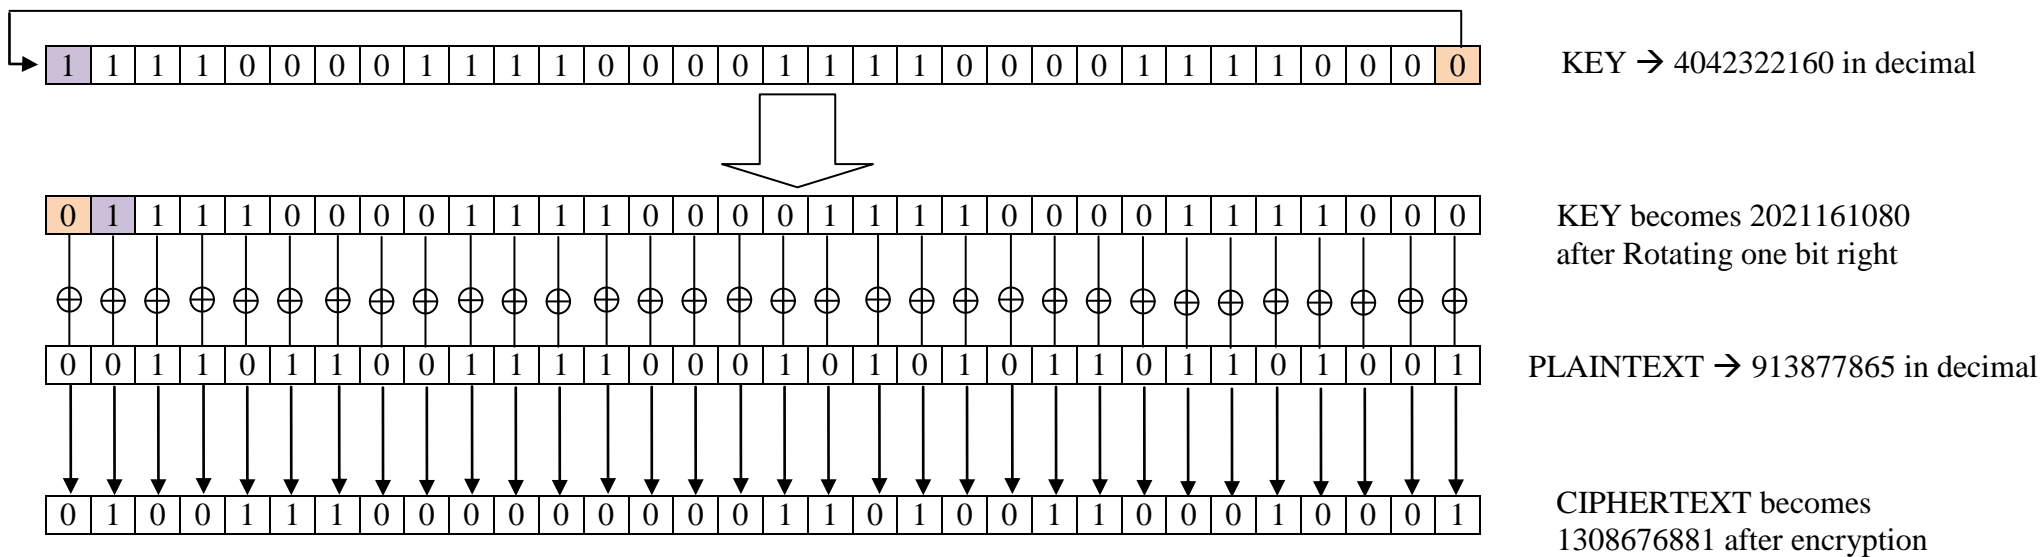 1 1 1 1 0 0 0 0 1 1 1 1 0 0 0 0 1 1 1 1 0 0 0 0 1 1 1 1 0 0 0 0
KEY → 4042322160 in decimal
0 1 1 1 1 0 0 0 0 1 1 1 1 0 0 0 0 1 1 1 1 0 0 0 0 1 1 1 1 0 0 0
KEY becomes 2021161080
after Rotating one bit right
0 0 1 1 0 1 1 0 0 1 1 1 1 0 0 0 1 0 1 0 1 0 1 1 0 1 1 0 1 0 0 1
PLAINTEXT → 913877865 in decimal
0 1 0 0 1 1 1 0 0 0 0 0 0 0 0 0 1 1 0 1 0 0 1 1 0 0 0 1 0 0 0 1
CIPHERTEXT becomes
1308676881 after encryption